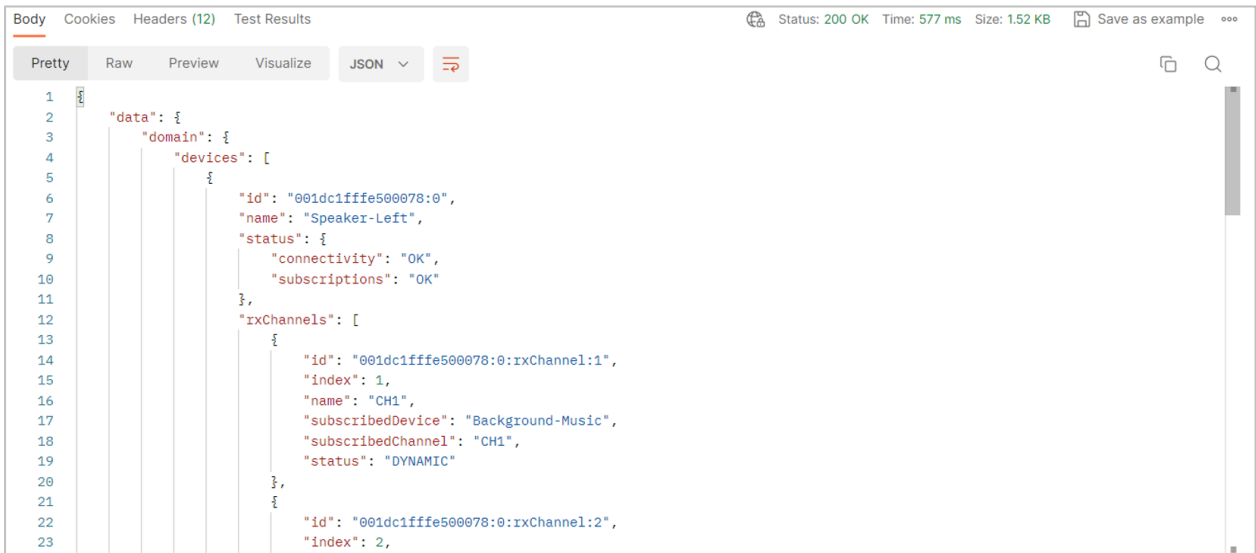 Body Cookies Headers (12) Test Results Status: 200 OK Time: 577 ms Size: 1.52 KB Save as example
Pretty Raw Preview Visualize JSON
1 {
2 "data": {
3 "domain": {
4 "devices": [
5 {
6 "id": "001dc1fffe500078:0",
7 "name": "Speaker-Left",
8 "status": {
9 "connectivity": "OK",
10 "subscriptions": "OK"
11 },
12 "rxChannels": [
13 {
14 "id": "001dc1fffe500078:0:rxChannel:1",
15 "index": 1,
16 "name": "CH1",
17 "subscribedDevice": "Background-Music",
18 "subscribedChannel": "CH1",
19 "status": "DYNAMIC"
20 },
21 {
22 "id": "001dc1fffe500078:0:rxChannel:2",
23 "index": 2,